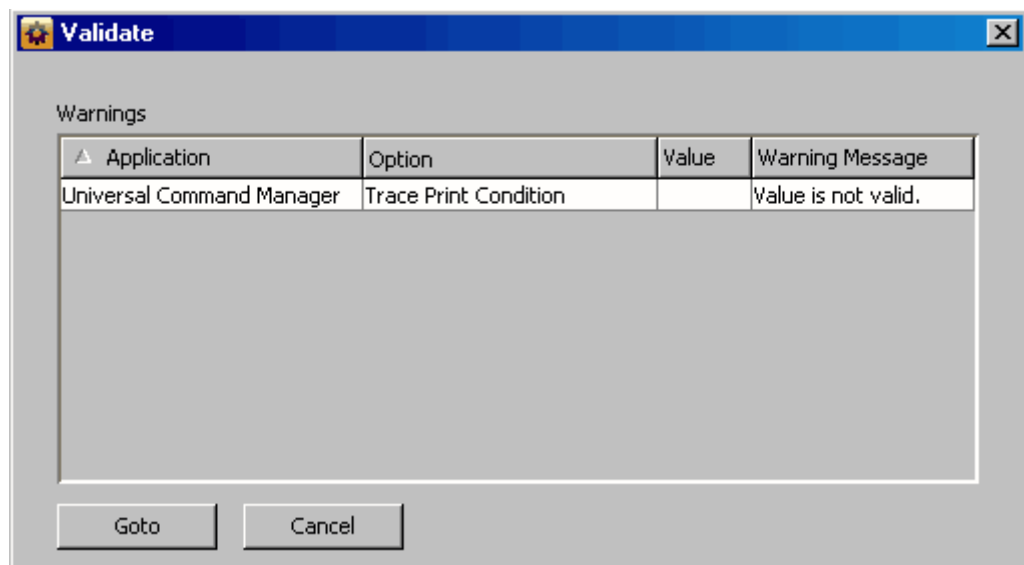 Validate
Warnings
Application Option Value Warning Message
Universal Command Manager Trace Print Condition Value is not valid.
Goto Cancel